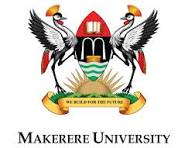 WE BUILD FOR THE FUTURE
MAKERERE UNIVERSITY